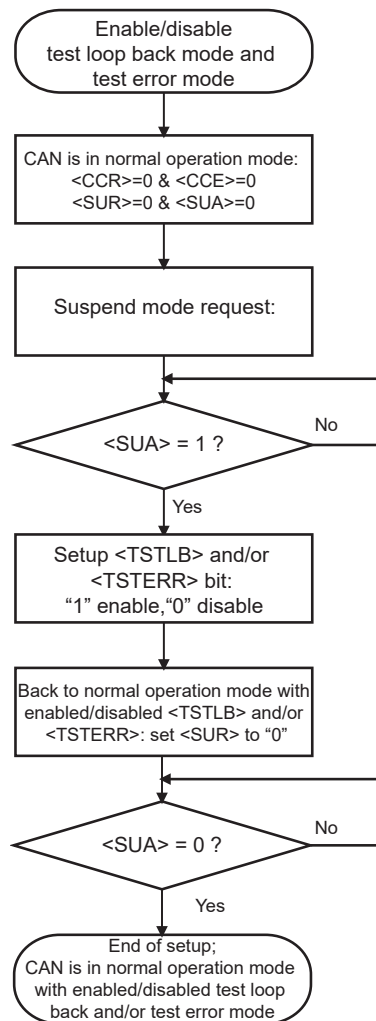 Enable/disable
test loop back mode and
test error mode
CAN is in normal operation mode:
<CCR>=0 & <CCE>=0
<SUR>=0 & <SUA>=0
Suspend mode request:
<SUA> = 1 ?
No
Yes
Setup <TSTLB> and/or
<TSTERR> bit:
“1” enable,“0” disable
Back to normal operation mode with
enabled/disabled <TSTLB> and/or
<TSTERR>: set <SUR> to “0”
<SUA> = 0 ?
No
Yes
End of setup;
CAN is in normal operation mode
with enabled/disabled test loop
back and/or test error mode